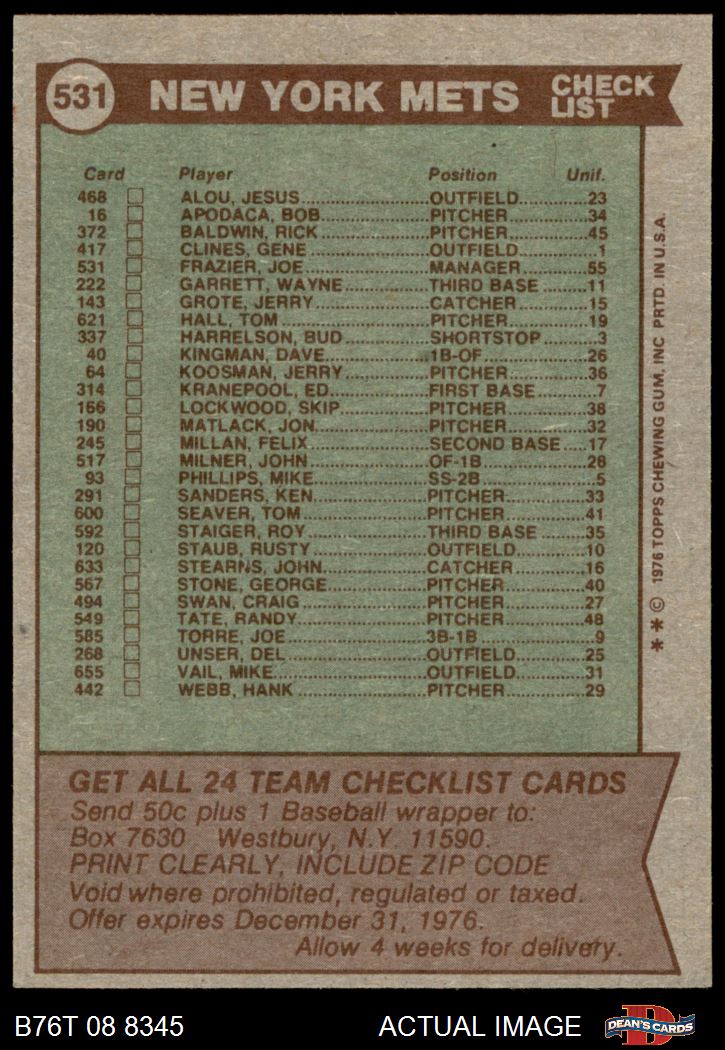 531 NEW YORK METS CHECK LIST
Card Player Position Unif.
468 ALOU, JESUS OUTFIELD 23
16 APODACA, BOB PITCHER 34
372 BALDWIN, RICK PITCHER 45
417 CLINES, GENE OUTFIELD 1
531 FRAZIER, JOE MANAGER 55
222 GARRETT, WAYNE THIRD BASE 11
143 GROTE, JERRY CATCHER 15
621 HALL, TOM PITCHER 19
337 HARRELSON, BUD SHORTSTOP 3
40 KINGMAN, DAVE 1B-OF 26
64 KOOSMAN, JERRY PITCHER 36
314 KRANEPOOL, ED FIRST BASE 7
166 LOCKWOOD, SKIP PITCHER 38
190 MATLACK, JON PITCHER 32
245 MILLAN, FELIX SECOND BASE 17
517 MILNER, JOHN OF-1B 28
93 PHILLIPS, MIKE SS-2B 5
291 SANDERS, KEN PITCHER 33
600 SEAVER, TOM PITCHER 41
592 STAIGER, ROY THIRD BASE 35
120 STAUB, RUSTY OUTFIELD 10
633 STEARNS, JOHN CATCHER 16
567 STONE, GEORGE PITCHER 40
494 SWAN, CRAIG PITCHER 27
549 TATE, RANDY PITCHER 48
585 TORRE, JOE 3B-1B 9
268 UNSER, DEL OUTFIELD 25
655 VAIL, MIKE OUTFIELD 31
442 WEBB, HANK PITCHER 29
* * © 1976 TOPPS CHEWING GUM, INC PRTD. IN U.S.A.
GET ALL 24 TEAM CHECKLIST CARDS
Send 50c plus 1 Baseball wrapper to:
Box 7630 Westbury, N.Y. 11590.
PRINT CLEARLY, INCLUDE ZIP CODE
Void where prohibited, regulated or taxed.
Offer expires December 31, 1976.
Allow 4 weeks for delivery.
B76T 08 8345 ACTUAL IMAGE D DEAN'S CARDS